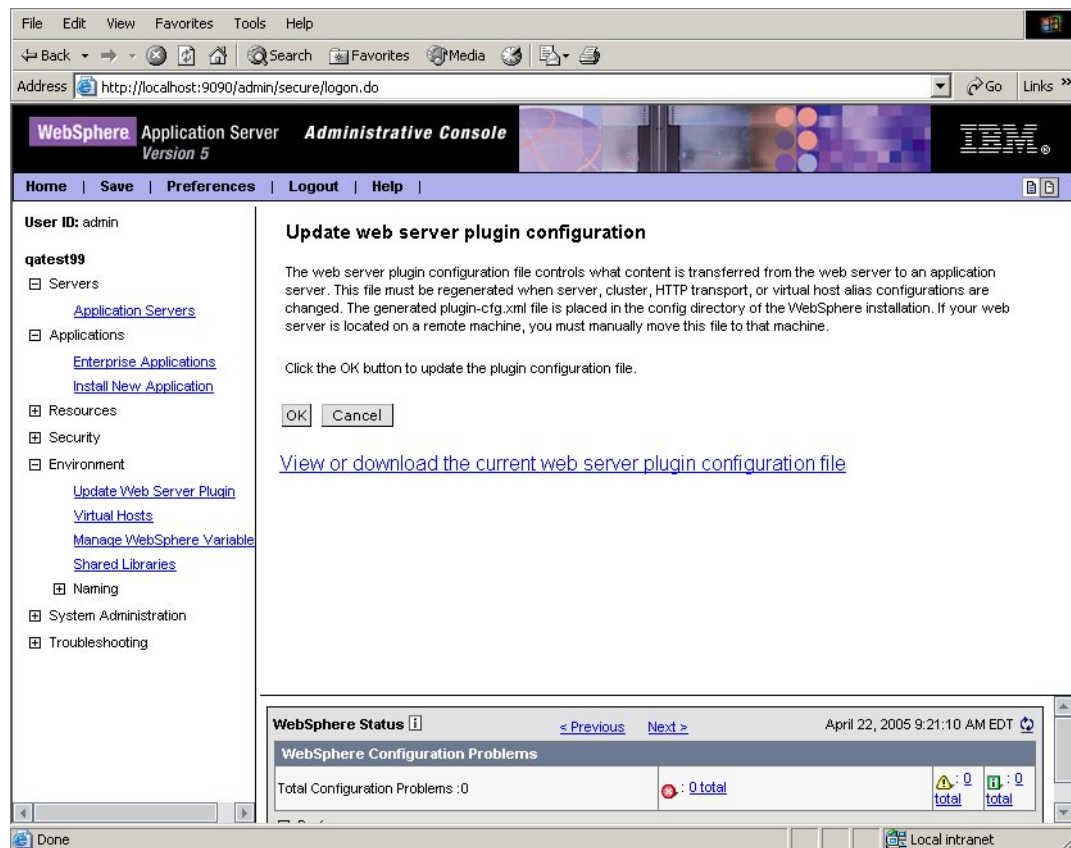 File Edit View Favorites Tools Help
Back Search Favorites Media
Address http://localhost:9090/admin/secure/logon.do Go Links »
WebSphere Application Server Administrative Console
Version 5
IBM®
Home | Save | Preferences | Logout | Help |
User ID: admin
qatest99
Servers
Application Servers
Applications
Enterprise Applications
Install New Application
Resources
Security
Environment
Update Web Server Plugin
Virtual Hosts
Manage WebSphere Variable
Shared Libraries
Naming
System Administration
Troubleshooting
Update web server plugin configuration
The web server plugin configuration file controls what content is transferred from the web server to an application
server. This file must be regenerated when server, cluster, HTTP transport, or virtual host alias configurations are
changed. The generated plugin-cfg.xml file is placed in the config directory of the WebSphere installation. If your web
server is located on a remote machine, you must manually move this file to that machine.
Click the OK button to update the plugin configuration file.
OK Cancel
View or download the current web server plugin configuration file
WebSphere Status i < Previous Next > April 22, 2005 9:21:10 AM EDT
WebSphere Configuration Problems
Total Configuration Problems :0 : 0 total : 0 total : 0 total
Done Local intranet